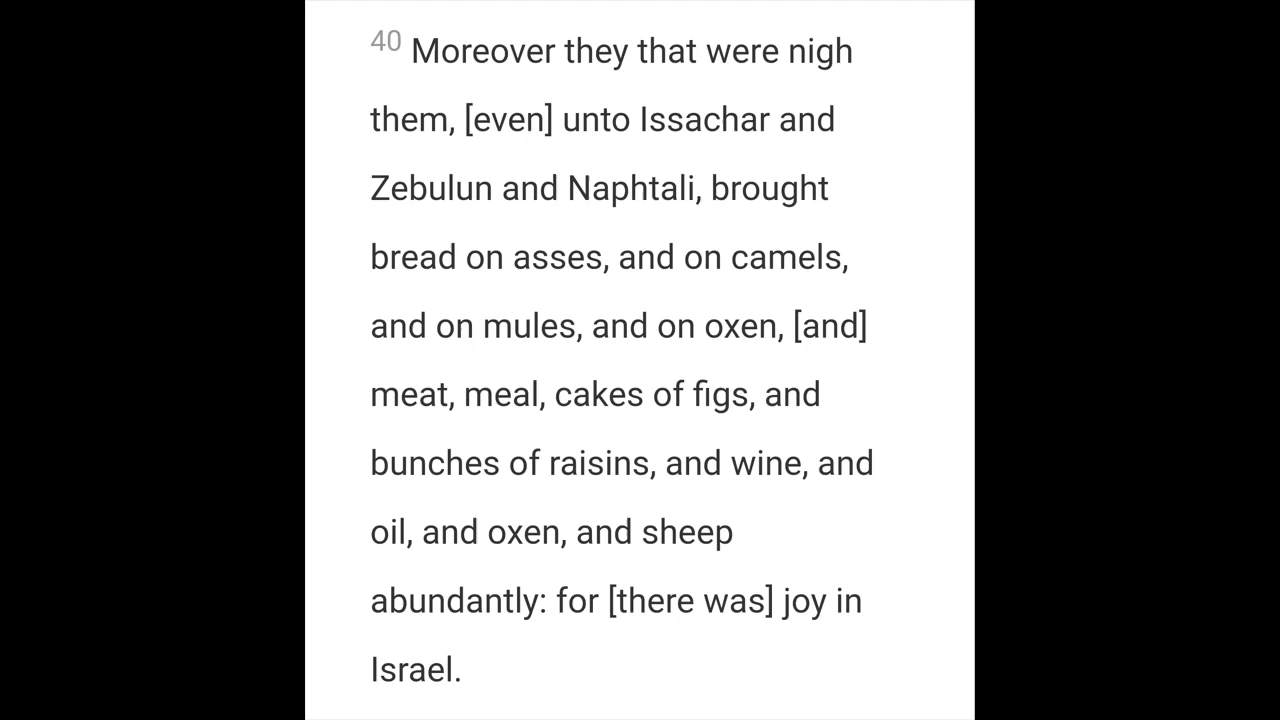 40 Moreover they that were nigh
them, [even] unto Issachar and
Zebulun and Naphtali, brought
bread on asses, and on camels,
and on mules, and on oxen, [and]
meat, meal, cakes of figs, and
bunches of raisins, and wine, and
oil, and oxen, and sheep
abundantly: for [there was] joy in
Israel.